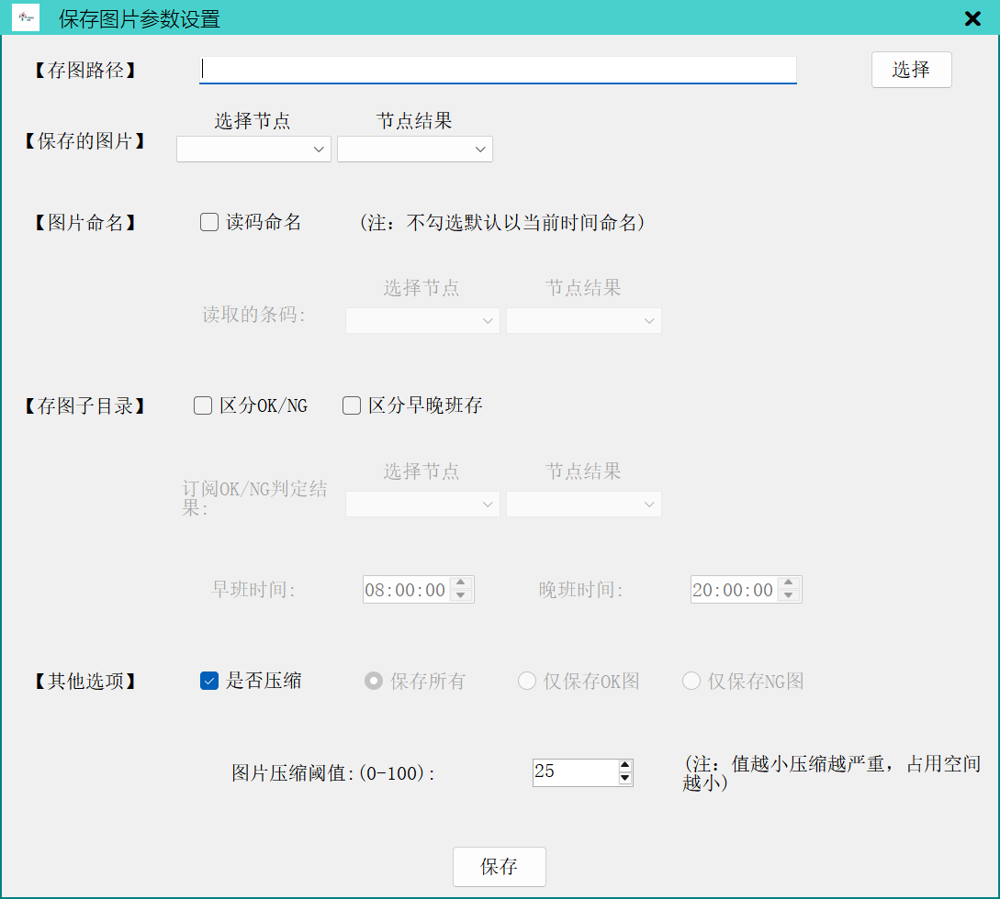 保存图片参数设置
【存图路径】 选择
选择节点 节点结果
【保存的图片】
【图片命名】 读码命名 (注: 不勾选默认以当前时间命名)
选择节点 节点结果
读取的条码:
【存图子目录】 区分OK/NG 区分早晚班存
选择节点 节点结果
订阅OK/NG判定结
果:
早班时间: 08:00:00 晚班时间: 20:00:00
【其他选项】 是否压缩 保存所有 仅保存OK图 仅保存NG图
图片压缩阈值:(0-100): 25 (注: 值越小压缩越严重, 占用空间
越小)
保存